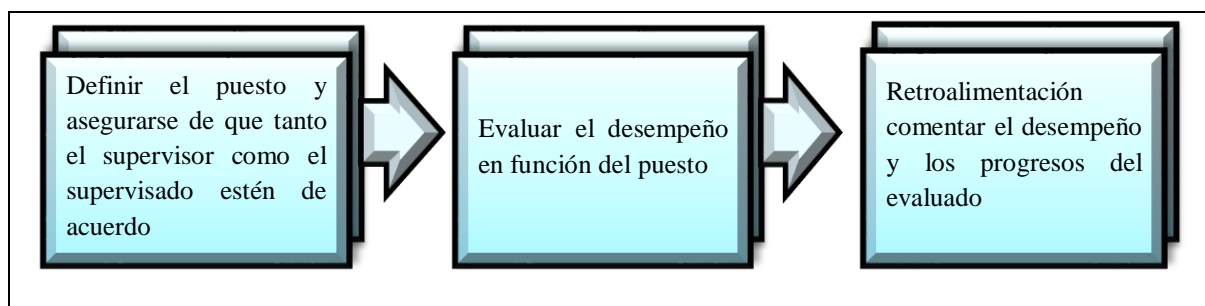 Definir el puesto y
asegurarse de que tanto
el supervisor como el
supervisado estén de
acuerdo
Evaluar el desempeño
en función del puesto
Retroalimentación
comentar el desempeño
y los progresos del
evaluado